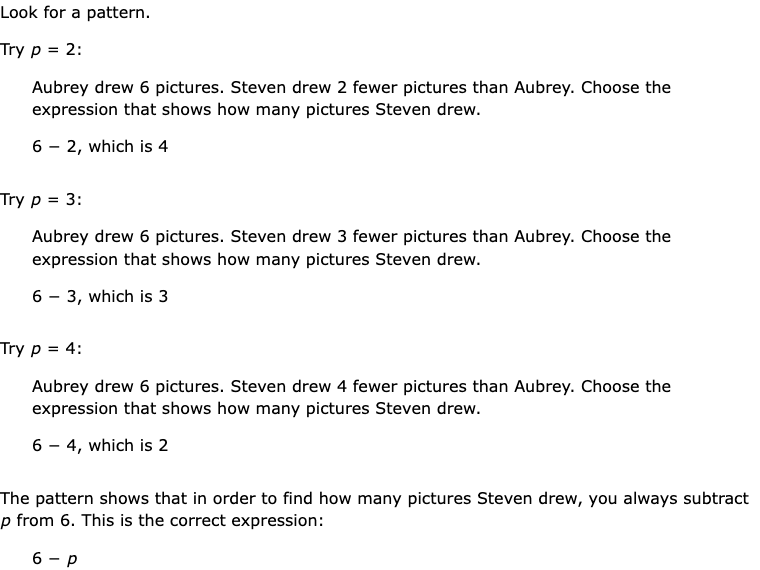 Look for a pattern.
Try p = 2:
Aubrey drew 6 pictures. Steven drew 2 fewer pictures than Aubrey. Choose the
expression that shows how many pictures Steven drew.
6 − 2, which is 4
Try p = 3:
Aubrey drew 6 pictures. Steven drew 3 fewer pictures than Aubrey. Choose the
expression that shows how many pictures Steven drew.
6 − 3, which is 3
Try p = 4:
Aubrey drew 6 pictures. Steven drew 4 fewer pictures than Aubrey. Choose the
expression that shows how many pictures Steven drew.
6 − 4, which is 2
The pattern shows that in order to find how many pictures Steven drew, you always subtract
p from 6. This is the correct expression:
6 − p